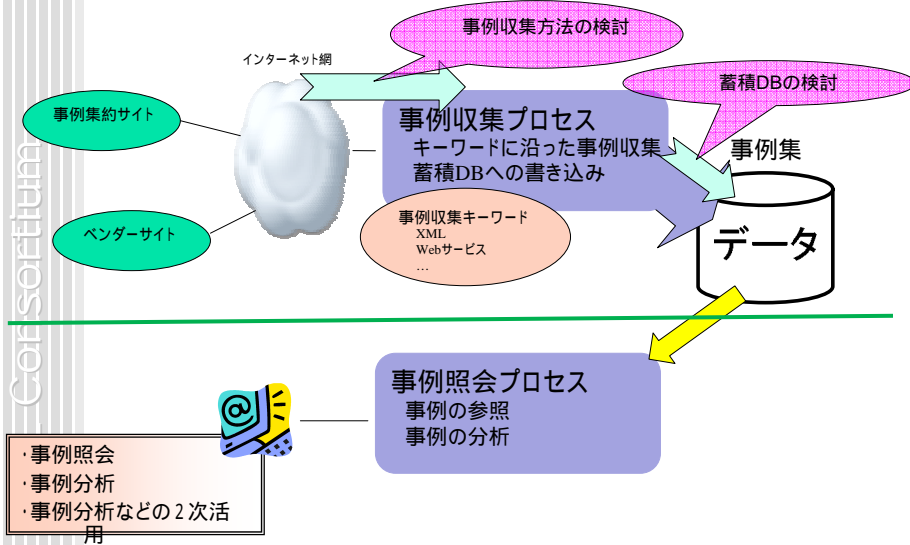 事例収集方法の検討
インターネット網
蓄積DBの検討
事例集約サイト
事例収集プロセス
キーワードに沿った事例収集
蓄積DBへの書き込み
事例集
ベンダーサイト
事例収集キーワード
XML
Webサービス
…
データ
Consortium
事例照会プロセス
事例の参照
事例の分析
@
・事例照会
・事例分析
・事例分析などの2次活
用